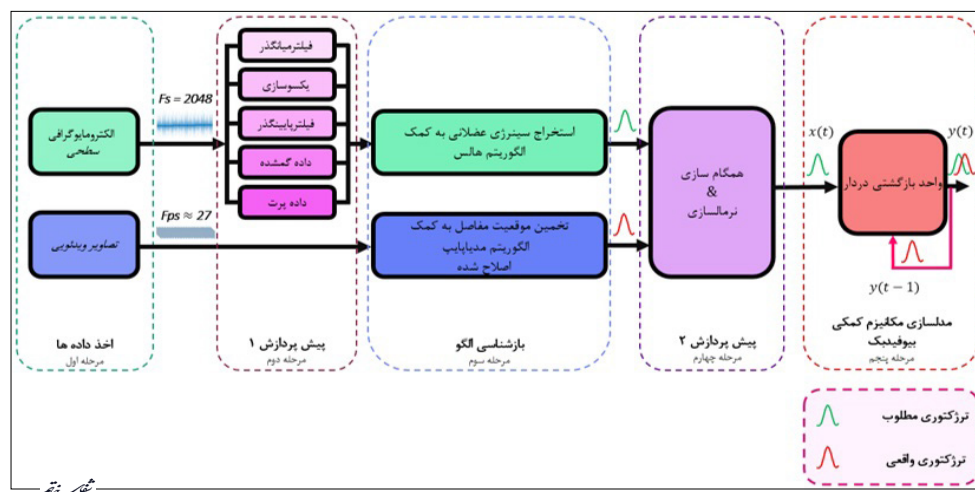 الکترومایوگرافی
سطحی
تصاویر ویدئویی
اخذ داده ها
مرحله اول
Fs = 2048
Fps ≈ 27
فیلترمیانگذر
یکسوسازی
فیلترپایینگذر
داده گمشده
داده پرت
پیش پردازش ۱
مرحله دوم
استخراج سینرژی عضلانی به کمک
الگوریتم هالس
تخمین موقعیت مفاصل به کمک
الگوریتم مدیاپایپ
اصلاح شده
بازشناسی الگو
مرحله سوم
همگام سازی
&
نرمالسازی
پیش پردازش ۲
مرحله چهارم
x(t)
y(t)
واحد بازگشتی دردار
y(t − 1)
مدلسازی مکانیزم کمکی
بیوفیدبک
مرحله پنجم
ترژکتوری مطلوب
ترژکتوری واقعی